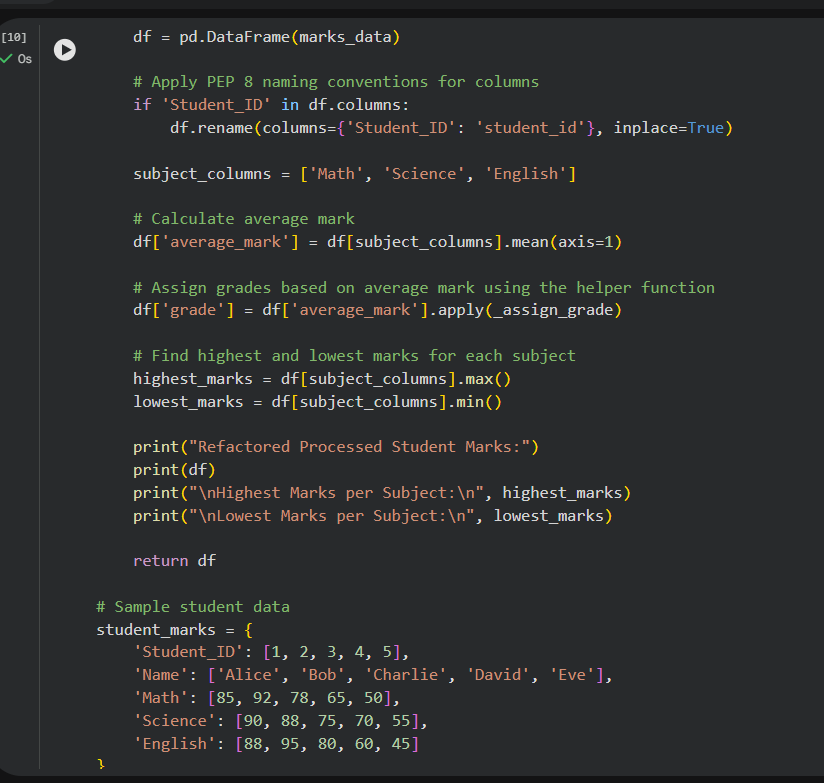 [10]
0s
    df = pd.DataFrame(marks_data)

    # Apply PEP 8 naming conventions for columns
    if 'Student_ID' in df.columns:
        df.rename(columns={'Student_ID': 'student_id'}, inplace=True)

    subject_columns = ['Math', 'Science', 'English']

    # Calculate average mark
    df['average_mark'] = df[subject_columns].mean(axis=1)

    # Assign grades based on average mark using the helper function
    df['grade'] = df['average_mark'].apply(_assign_grade)

    # Find highest and lowest marks for each subject
    highest_marks = df[subject_columns].max()
    lowest_marks = df[subject_columns].min()

    print("Refactored Processed Student Marks:")
    print(df)
    print("\nHighest Marks per Subject:\n", highest_marks)
    print("\nLowest Marks per Subject:\n", lowest_marks)

    return df

# Sample student data
student_marks = {
    'Student_ID': [1, 2, 3, 4, 5],
    'Name': ['Alice', 'Bob', 'Charlie', 'David', 'Eve'],
    'Math': [85, 92, 78, 65, 50],
    'Science': [90, 88, 75, 70, 55],
    'English': [88, 95, 80, 60, 45]
}